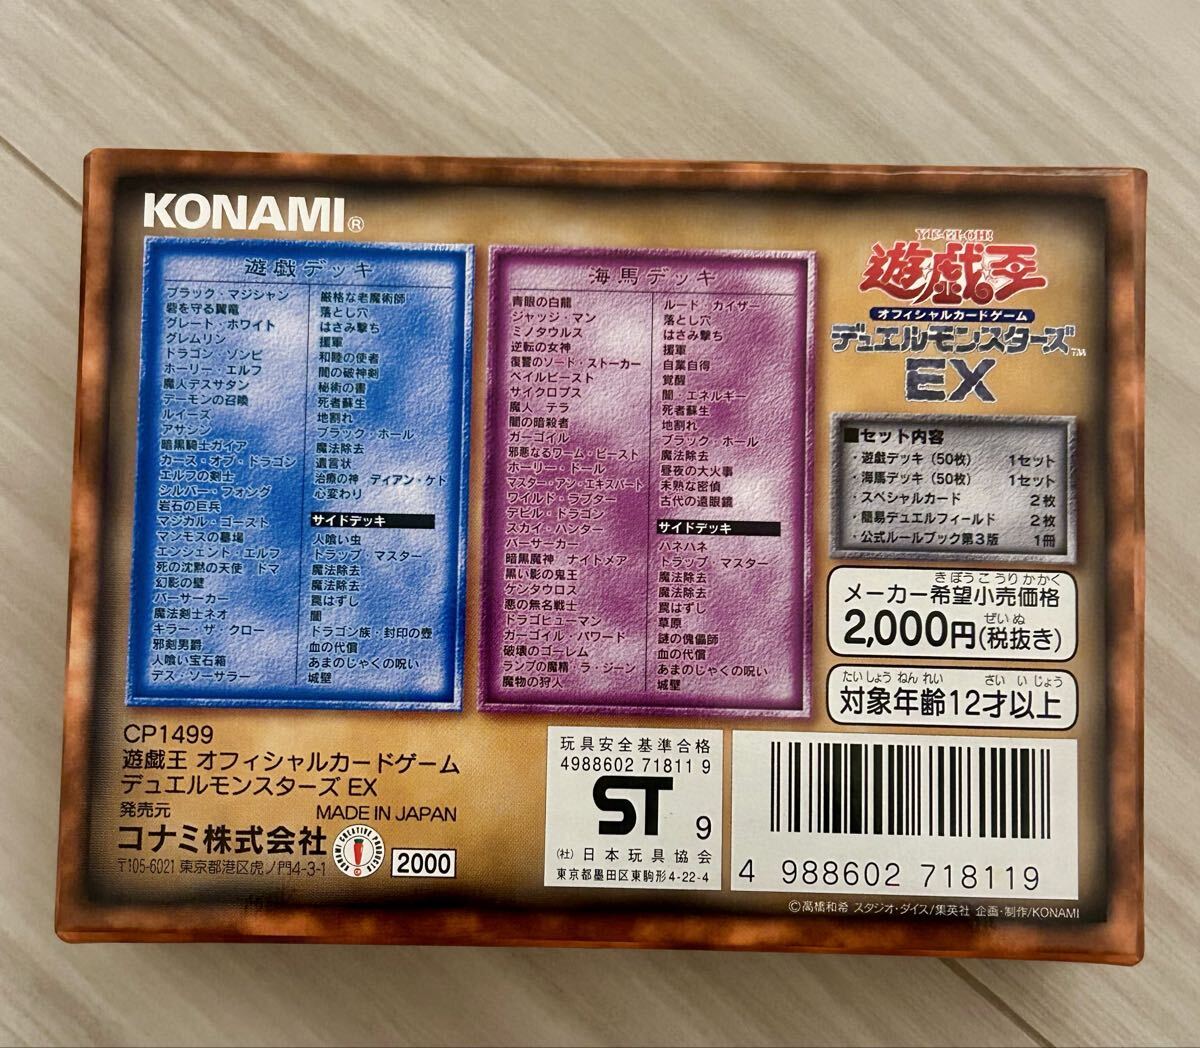 KONAMI®
遊戯デッキ
ブラック・マジシャン
砦を守る翼竜
グレート・ホワイト
グレムリン
ドラゴン・ゾンビ
ホーリー・エルフ
魔人デスサタン
デーモンの召喚
ルイーズ
アサシン
暗黒騎士ガイア
カース・オブ・ドラゴン
エルフの剣士
シルバー・フォング
岩石の巨兵
マジカル・ゴースト
マンモスの墓場
エンシェント・エルフ
死の沈黙の天使 ドマ
幻影の壁
バーサーカー
魔法剣士ネオ
キラー・ザ・クロー
邪剣男爵
人喰い宝石箱
デス・ソーサラー
厳格な老魔術師
落とし穴
はさみ撃ち
援軍
和睦の使者
闇の破神剣
秘術の書
死者蘇生
地割れ
ブラック・ホール
魔法除去
遺言状
治療の神 ディアン・ケト
心変わり
サイドデッキ
人喰い虫
トラップ・マスター
魔法除去
魔法除去
罠はずし
闇
ドラゴン族・封印の壺
血の代償
あまのじゃくの呪い
城壁
海馬デッキ
青眼の白龍
ジャッジ・マン
ミノタウルス
逆転の女神
復讐のソード・ストーカー
ベイルビースト
サイクロプス
魔人 テラ
闇の暗殺者
ガーゴイル
邪悪なるワーム・ビースト
ホーリー・ドール
マスター・アン・エキスパート
ワイルド・ラプター
デビル・ドラゴン
スカイ・ハンター
バーサーカー
暗黒魔神 ナイトメア
黒い影の鬼王
ケンタウロス
悪の無名戦士
ドラゴヒューマン
ガーゴイル・パワード
破壊のゴーレム
ランプの魔精・ラ・ジーン
魔物の狩人
ルード・カイザー
落とし穴
はさみ撃ち
援軍
自業自得
覚醒
闇・エネルギー
死者蘇生
地割れ
ブラック・ホール
魔法除去
昼夜の大火事
未熟な密偵
古代の遠眼鏡
サイドデッキ
ハネハネ
トラップ・マスター
魔法除去
魔法除去
罠はずし
草原
謎の傀儡師
血の代償
あまのじゃくの呪い
城壁
YU-GI-OH!
遊戯王
オフィシャルカードゲーム
デュエルモンスターズ™
EX
■セット内容
・遊戯デッキ(50枚) 1セット
・海馬デッキ(50枚) 1セット
・スペシャルカード 2枚
・簡易デュエルフィールド 2枚
・公式ルールブック第3版 1冊
きぼうこうりかかく
メーカー希望小売価格
ぜいぬ
2,000円(税抜き)
たいしょうねんれい さいいじょう
対象年齢12才以上
CP1499
遊戯王 オフィシャルカードゲーム
デュエルモンスターズ EX
発売元 MADE IN JAPAN
コナミ株式会社
〒105-6021 東京都港区虎ノ門4-3-1
KONAMI CREATIVE PRODUCTS
CP
2000
玩具安全基準合格
4988602 71811 9
ST 9
(社)日本玩具協会
東京都墨田区東駒形4-22-4
4 988602 718119
©高橋和希 スタジオ・ダイス/集英社 企画・制作/KONAMI